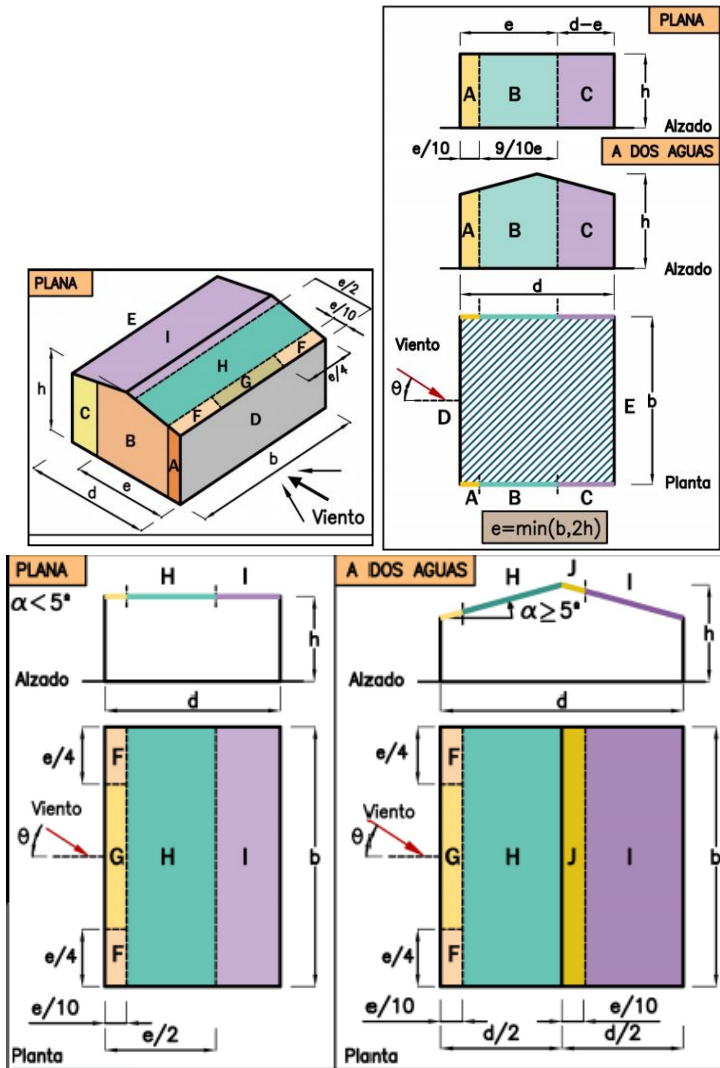 PLANA
e
d-e
A
B
C
h
Alzado
e/10
9/10e
A DOS AGUAS
A
B
C
h
Alzado
d
Viento
θ
D
E
b
Planta
A
B
C
e=min(b,2h)
PLANA
E
I
e/2
e/10
H
F
G
F
e/4
h
C
B
A
D
d
e
b
Viento
PLANA
H
I
α<5°
h
Alzado
d
e/4
F
Viento
θ
G
H
I
b
F
e/4
e/10
e/2
Planta
A DOS AGUAS
H
J
I
α≥5°
h
Alzado
d
e/4
F
Viento
θ
G
H
J
I
b
F
e/4
e/10
e/10
d/2
d/2
Planta